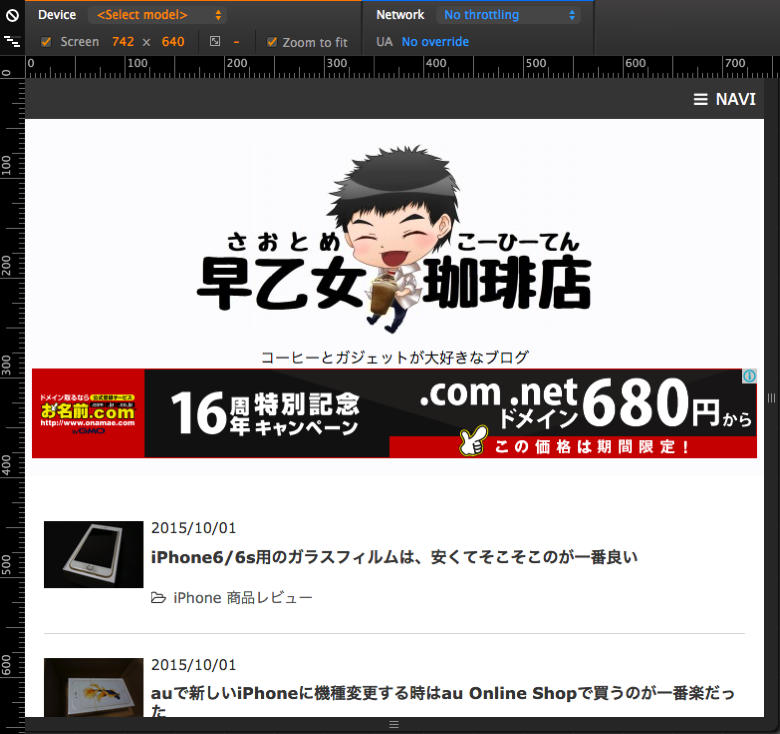 Device <Select model> Network No throttling
Screen 742 x 640 - Zoom to fit UA No override
0 100 200 300 400 500 600 700
0
100
200
300
400
500
600
NAVI
さおとめ こーひーてん
早乙女 珈琲店
コーヒーとガジェットが大好きなブログ
ドメイン取るなら 公式登録サービス
お名前.com
http://www.onamae.com
by GMO
16周年 特別記念キャンペーン
.com .net ドメイン 680円から
この価格は期間限定!
2015/10/01
iPhone6/6s用のガラスフィルムは、安くてそこそこのが一番良い
iPhone 商品レビュー
2015/10/01
auで新しいiPhoneに機種変更する時はau Online Shopで買うのが一番楽だっ
た